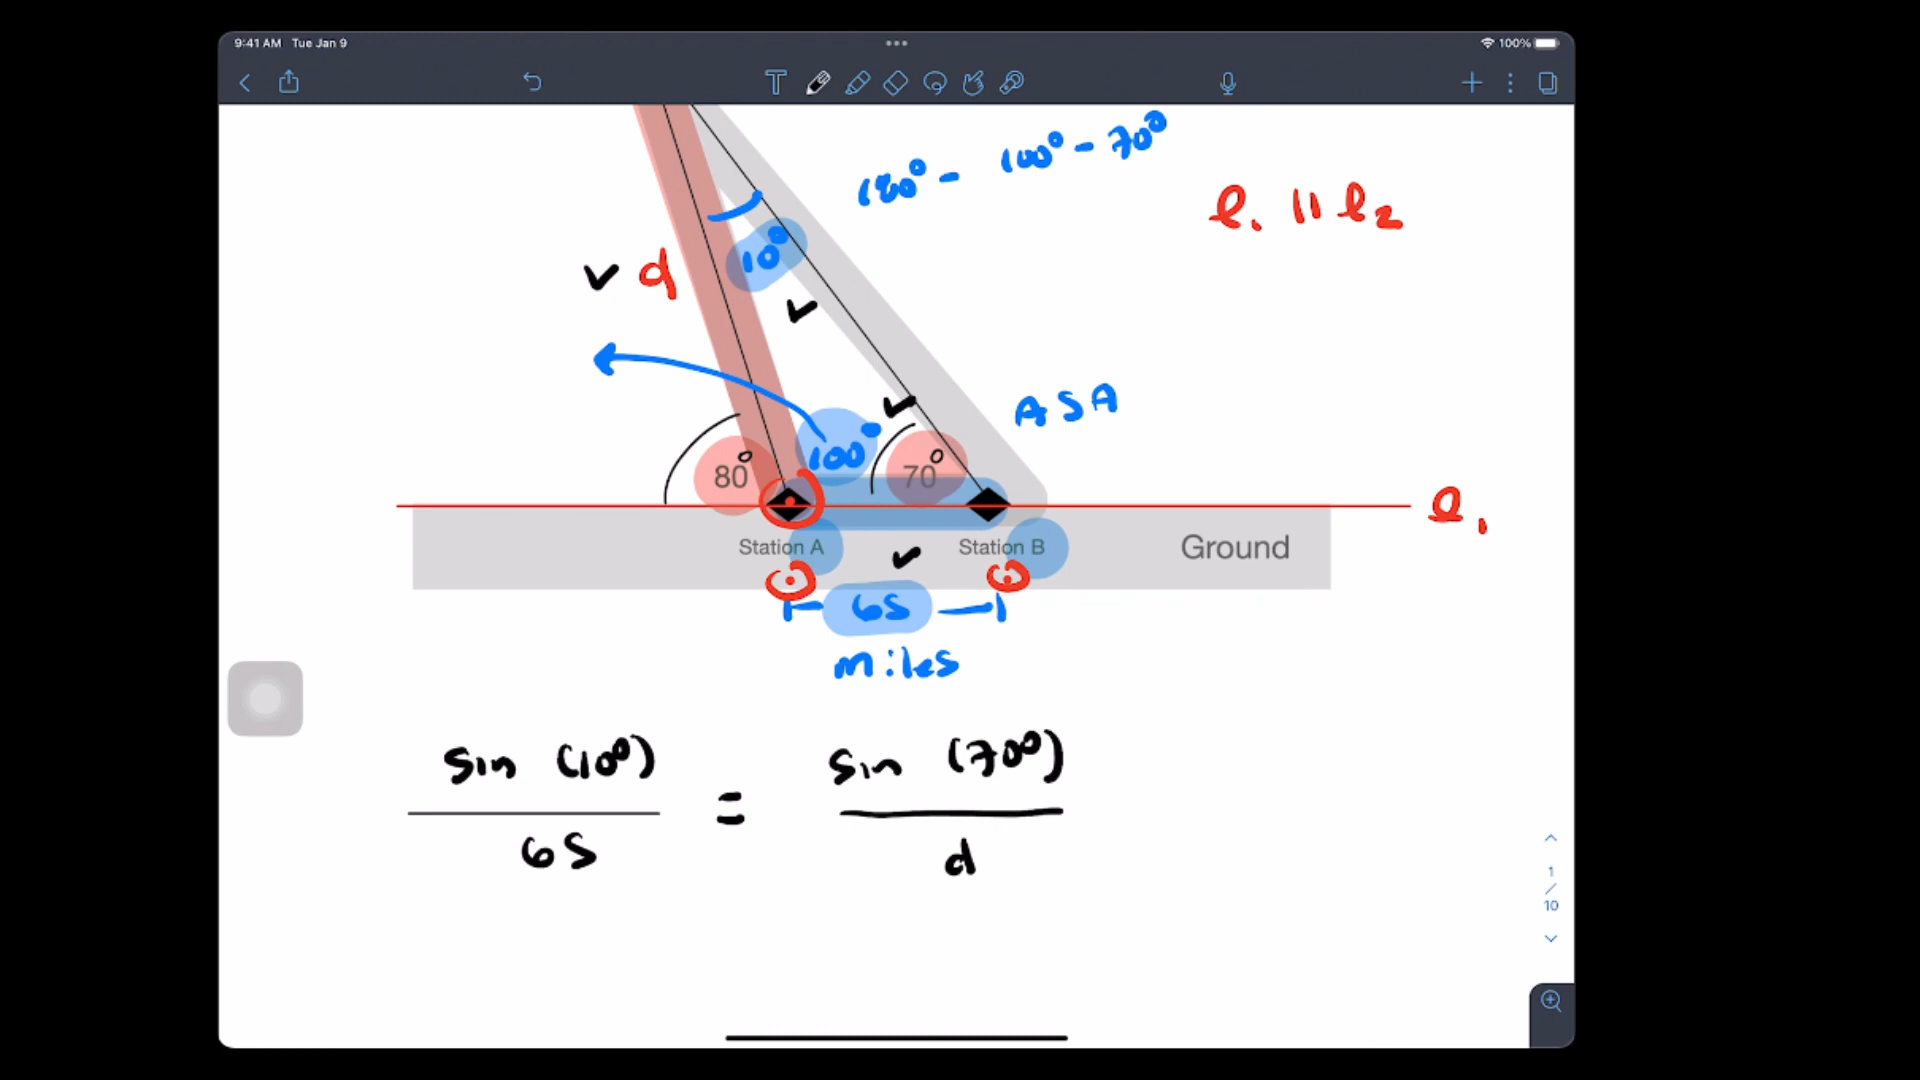 9:41 AM Tue Jan 9
100%
180° - 100° - 70°
l₁ || l₂
10°
d
ASA
80°
100°
70°
l₁
Station A
Station B
Ground
65
miles
sin (10°) = sin (70°)
65 d
1
/
10